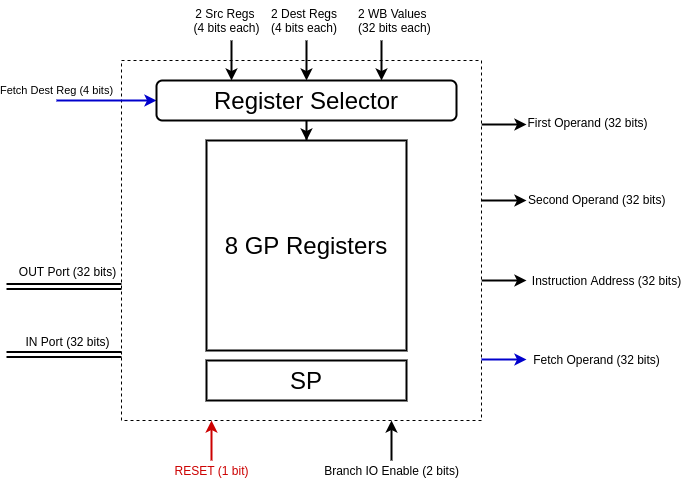 2 Src Regs
(4 bits each)
2 Dest Regs
(4 bits each)
2 WB Values
(32 bits each)
Fetch Dest Reg (4 bits)
Register Selector
First Operand (32 bits)
Second Operand (32 bits)
8 GP Registers
OUT Port (32 bits)
Instruction Address (32 bits)
IN Port (32 bits)
Fetch Operand (32 bits)
SP
RESET (1 bit)
Branch IO Enable (2 bits)